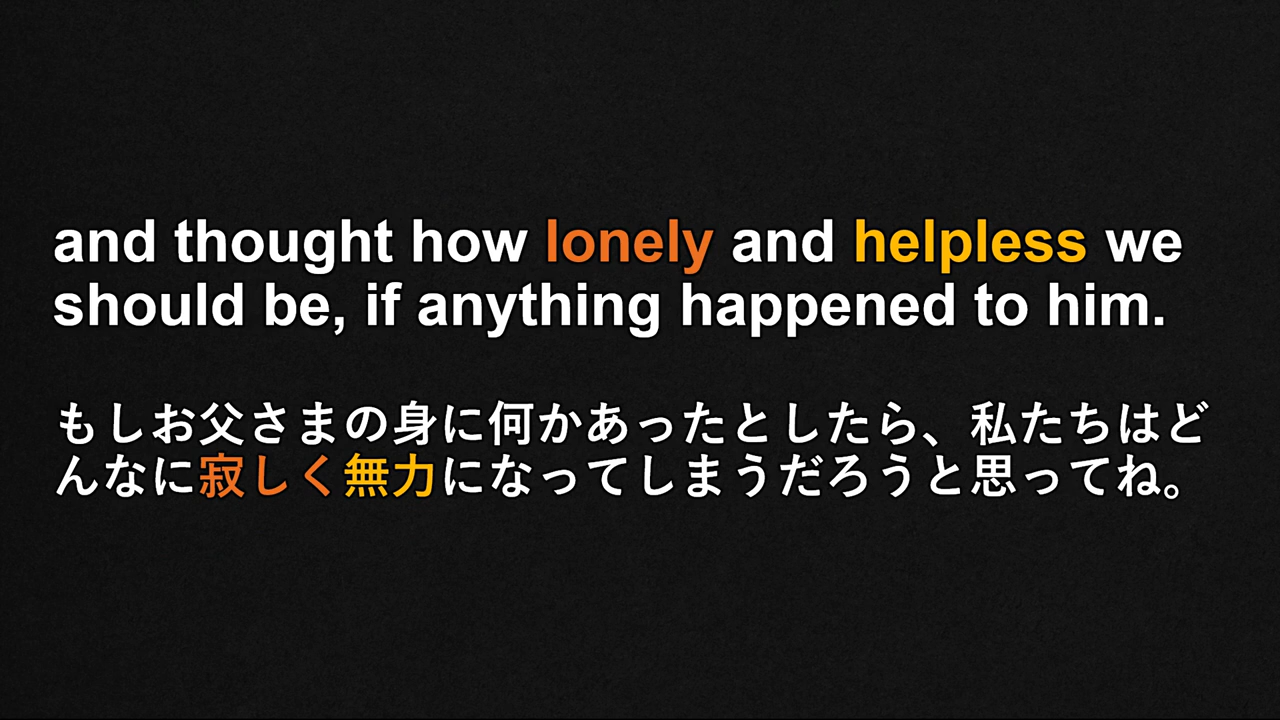 and thought how lonely and helpless we
should be, if anything happened to him.
もしお父さまの身に何かあったとしたら、私たちはど
んなに寂しく無力になってしまうだろうと思ってね。